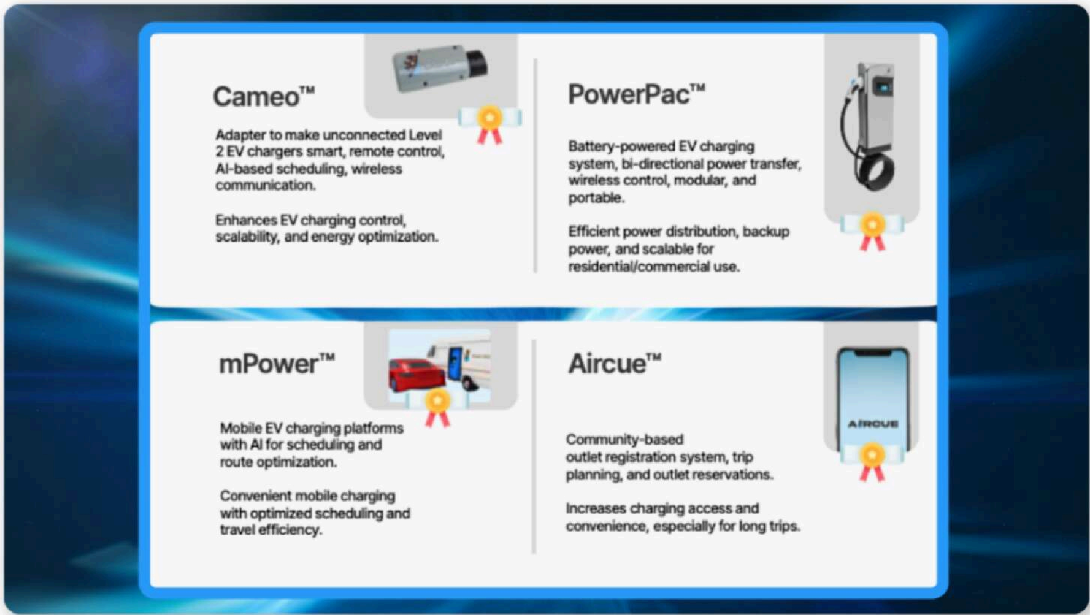 Cameo™
Adapter to make unconnected Level
2 EV chargers smart, remote control,
AI-based scheduling, wireless
communication.
Enhances EV charging control,
scalability, and energy optimization.
PowerPac™
Battery-powered EV charging
system, bi-directional power transfer,
wireless control, modular, and
portable.
Efficient power distribution, backup
power, and scalable for
residential/commercial use.
mPower™
Mobile EV charging platforms
with AI for scheduling and
route optimization.
Convenient mobile charging
with optimized scheduling and
travel efficiency.
Aircue™
AIRCUE
Community-based
outlet registration system, trip
planning, and outlet reservations.
Increases charging access and
convenience, especially for long trips.